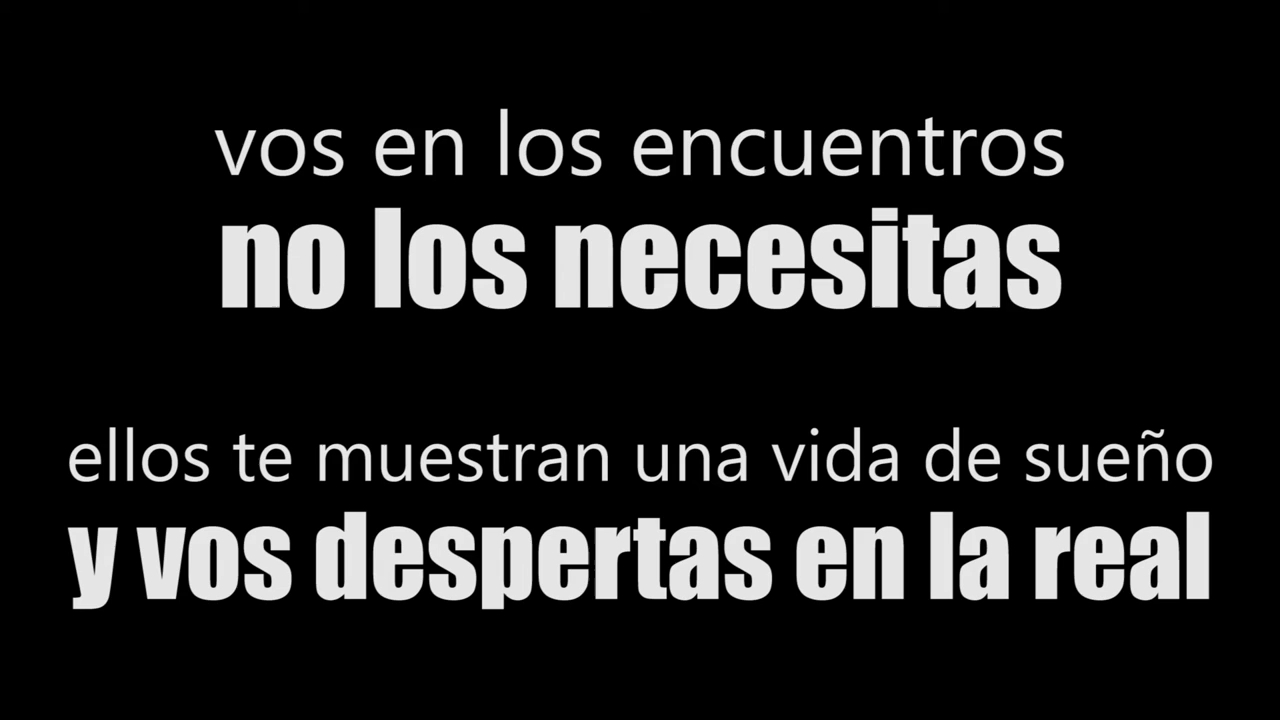 vos en los encuentros
no los necesitas
ellos te muestran una vida de sueño
y vos despertas en la real